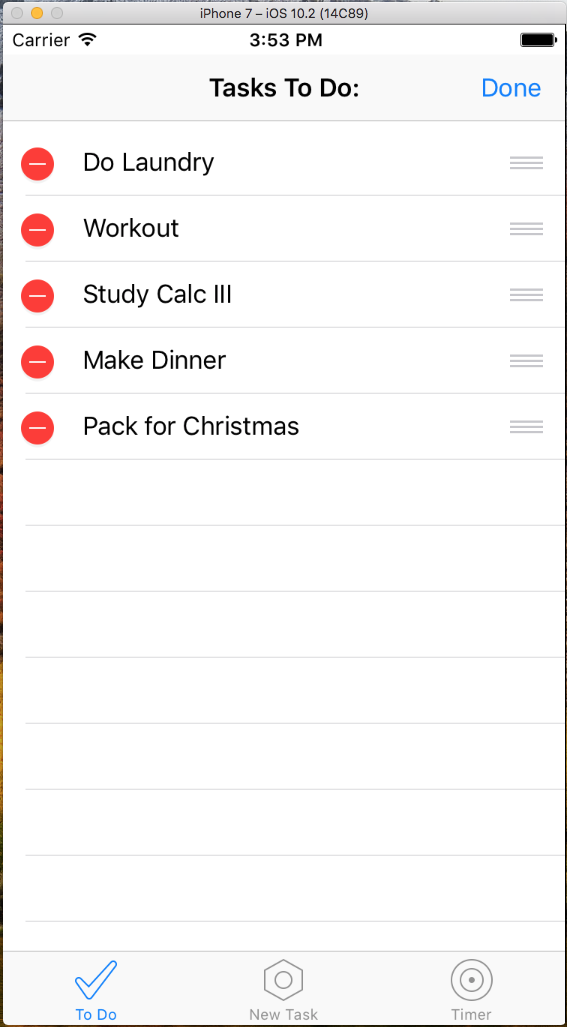 iPhone 7 – iOS 10.2 (14C89)
Carrier 3:53 PM
Tasks To Do: Done
Do Laundry
Workout
Study Calc III
Make Dinner
Pack for Christmas
To Do New Task Timer